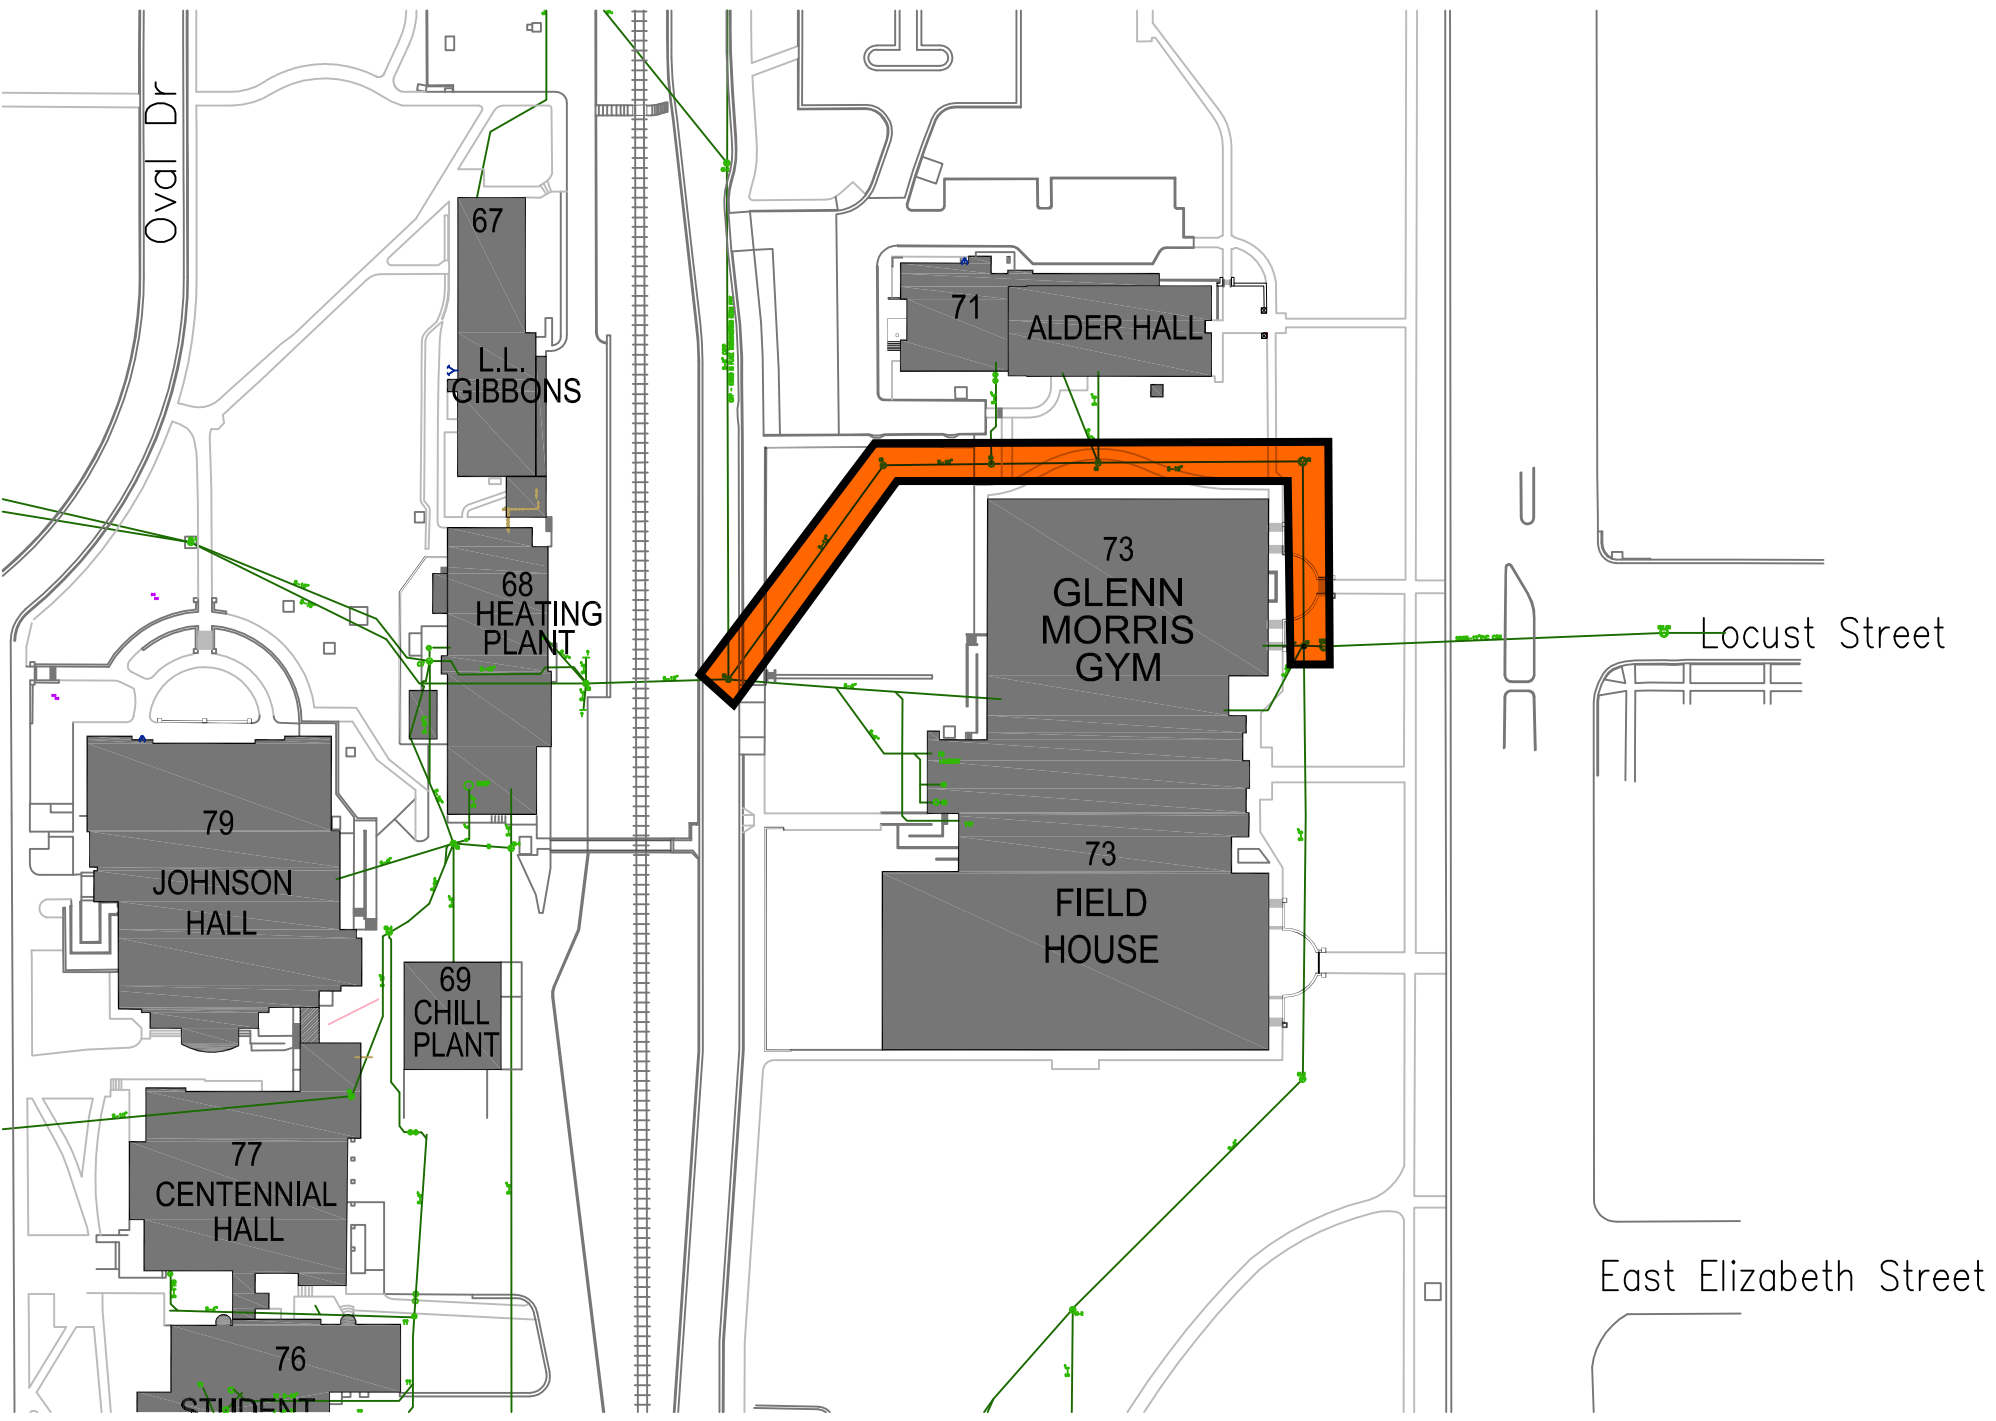 Oval Dr
67
L.L.
GIBBONS
71
ALDER HALL
68
HEATING
PLANT
73
GLENN
MORRIS
GYM
Locust Street
79
JOHNSON
HALL
73
FIELD
HOUSE
69
CHILL
PLANT
77
CENTENNIAL
HALL
East Elizabeth Street
76
STUDENT